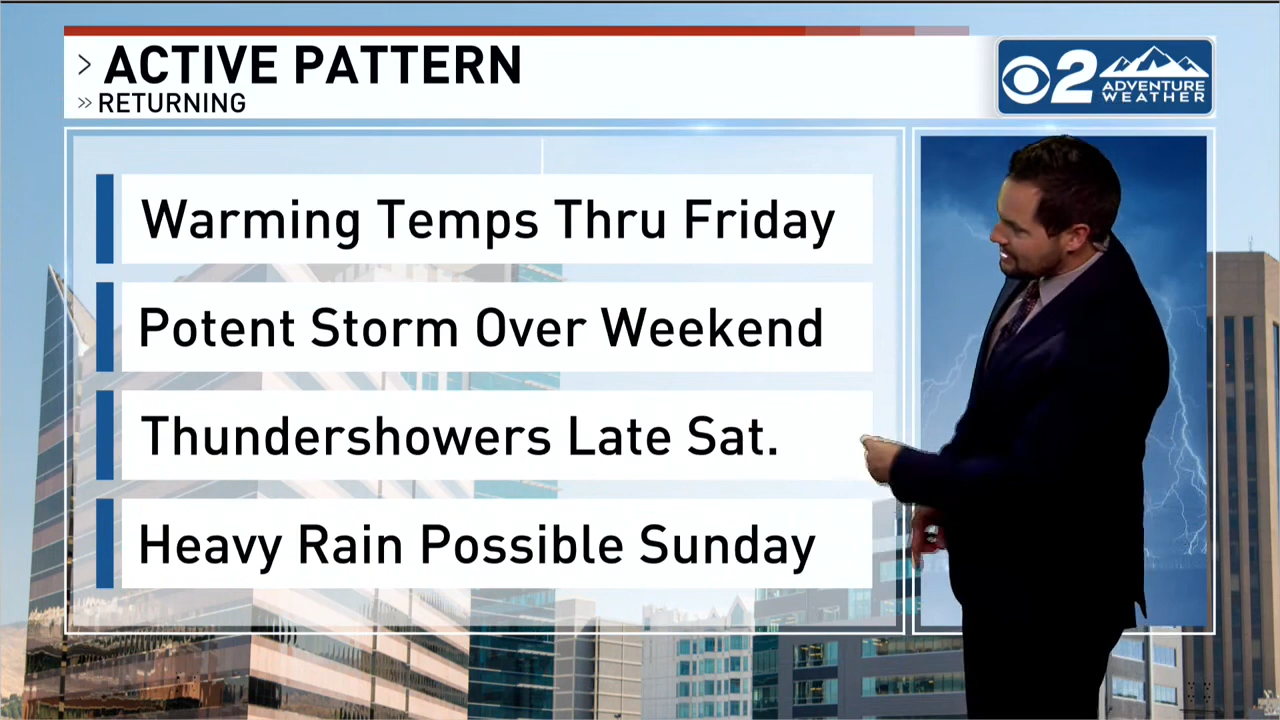 > ACTIVE PATTERN
» RETURNING
2 ADVENTURE WEATHER
Warming Temps Thru Friday
Potent Storm Over Weekend
Thundershowers Late Sat.
Heavy Rain Possible Sunday